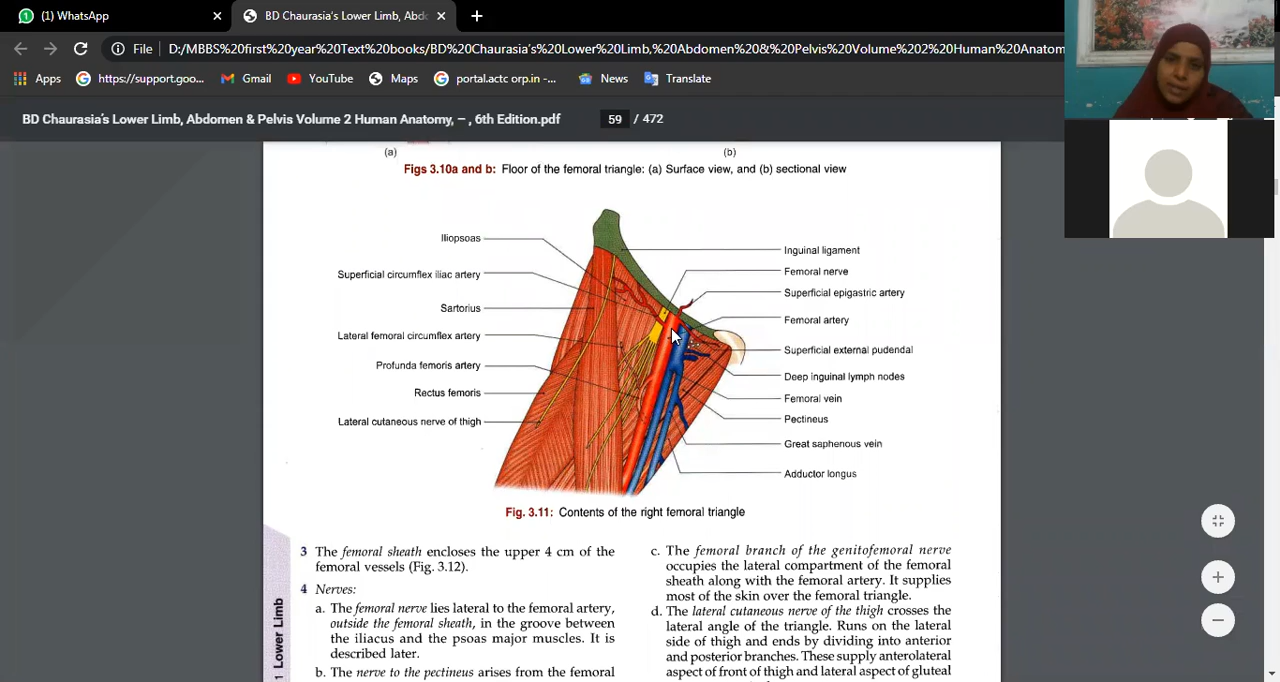 (1) WhatsApp
BD Chaurasia's Lower Limb, Abdo
File
D:/MBBS%20first%20year%20Text%20books/BD%20Chaurasia's%20Lower%20Limb,%20Abdomen%20&%20Pelvis%20Volume%202%20Human%20Anatom
Apps
https://support.goo...
Gmail
YouTube
Maps
portal.actc orp.in -...
News
Translate
BD Chaurasia's Lower Limb, Abdomen & Pelvis Volume 2 Human Anatomy, – , 6th Edition.pdf
59 / 472
(a)
(b)
Figs 3.10a and b: Floor of the femoral triangle: (a) Surface view, and (b) sectional view
Iliopsoas
Superficial circumflex iliac artery
Sartorius
Lateral femoral circumflex artery
Profunda femoris artery
Rectus femoris
Lateral cutaneous nerve of thigh
Inguinal ligament
Femoral nerve
Superficial epigastric artery
Femoral artery
Superficial external pudendal
Deep inguinal lymph nodes
Femoral vein
Pectineus
Great saphenous vein
Adductor longus
Fig. 3.11: Contents of the right femoral triangle
3 The femoral sheath encloses the upper 4 cm of the
femoral vessels (Fig. 3.12).
4 Nerves:
a. The femoral nerve lies lateral to the femoral artery,
outside the femoral sheath, in the groove between
the iliacus and the psoas major muscles. It is
described later.
b. The nerve to the pectineus arises from the femoral
c. The femoral branch of the genitofemoral nerve
occupies the lateral compartment of the femoral
sheath along with the femoral artery. It supplies
most of the skin over the femoral triangle.
d. The lateral cutaneous nerve of the thigh crosses the
lateral angle of the triangle. Runs on the lateral
side of thigh and ends by dividing into anterior
and posterior branches. These supply anterolateral
aspect of front of thigh and lateral aspect of gluteal
1 Lower Limb